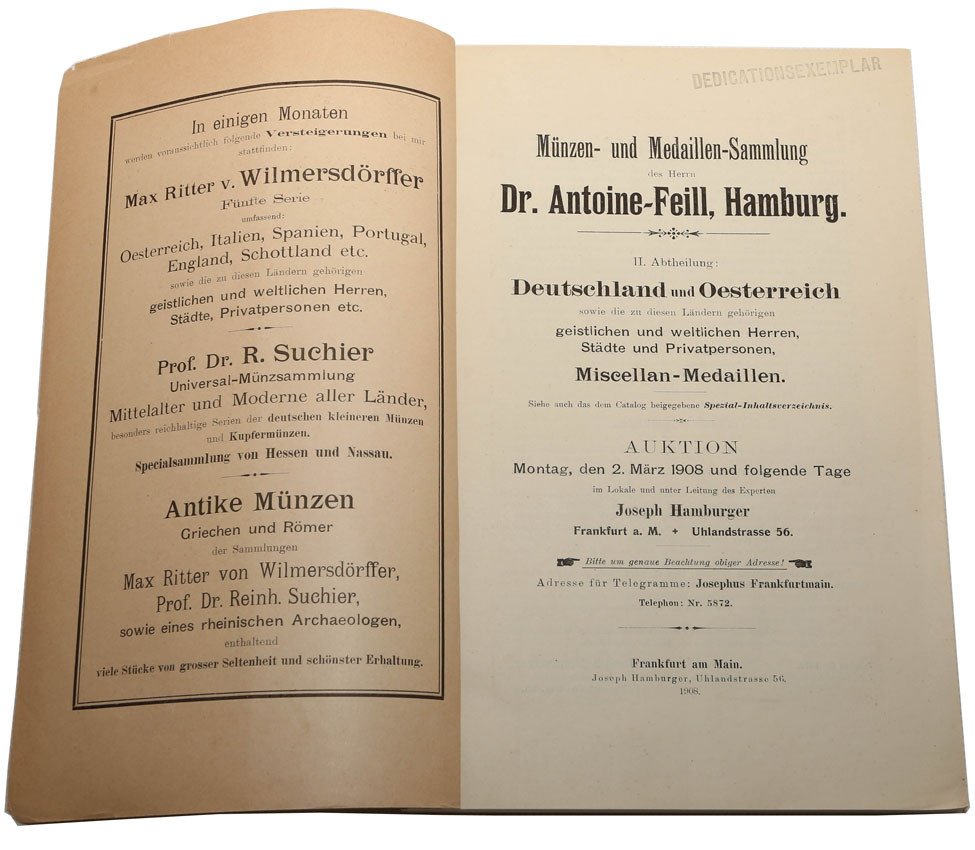 In einigen Monaten
werden voraussichtlich folgende Versteigerungen bei mir
stattfinden:
Max Ritter v. Wilmersdörffer
Fünfte Serie
umfassend:
Oesterreich, Italien, Spanien, Portugal,
England, Schottland etc.
sowie die zu diesen Ländern gehörigen
geistlichen und weltlichen Herren,
Städte, Privatpersonen etc.
Prof. Dr. R. Suchier
Universal-Münzsammlung
Mittelalter und Moderne aller Länder,
besonders reichhaltige Serien der deutschen kleineren Münzen
und Kupfermünzen.
Specialsammlung von Hessen und Nassau.
Antike Münzen
Griechen und Römer
der Sammlungen
Max Ritter von Wilmersdörffer,
Prof. Dr. Reinh. Suchier,
sowie eines rheinischen Archaeologen,
enthaltend
viele Stücke von grosser Seltenheit und schönster Erhaltung.
DEDICATIONSEXEMPLAR
Münzen- und Medaillen-Sammlung
des Herrn
Dr. Antoine-Feill, Hamburg.
II. Abtheilung:
Deutschland und Oesterreich
sowie die zu diesen Ländern gehörigen
geistlichen und weltlichen Herren,
Städte und Privatpersonen,
Miscellan-Medaillen.
Siehe auch das dem Catalog beigegebene Spezial-Inhaltsverzeichnis.
AUKTION
Montag, den 2. März 1908 und folgende Tage
im Lokale und unter Leitung des Experten
Joseph Hamburger
Frankfurt a. M. + Uhlandstrasse 56.
Bitte um genaue Beachtung obiger Adresse!
Adresse für Telegramme: Josephus Frankfurtmain.
Telephon: Nr. 5872.
Frankfurt am Main.
Joseph Hamburger, Uhlandstrasse 56.
1908.